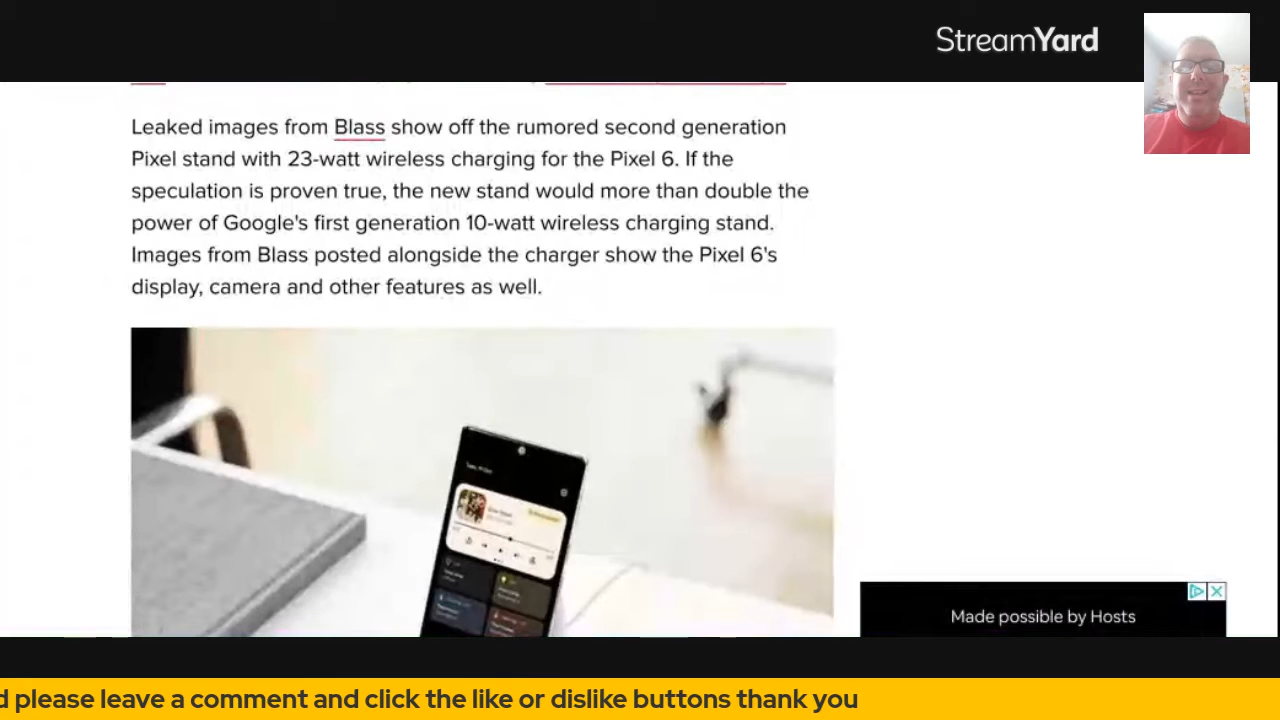 StreamYard
Leaked images from Blass show off the rumored second generation
Pixel stand with 23-watt wireless charging for the Pixel 6. If the
speculation is proven true, the new stand would more than double the
power of Google's first generation 10-watt wireless charging stand.
Images from Blass posted alongside the charger show the Pixel 6's
display, camera and other features as well.
Made possible by Hosts
d please leave a comment and click the like or dislike buttons thank you